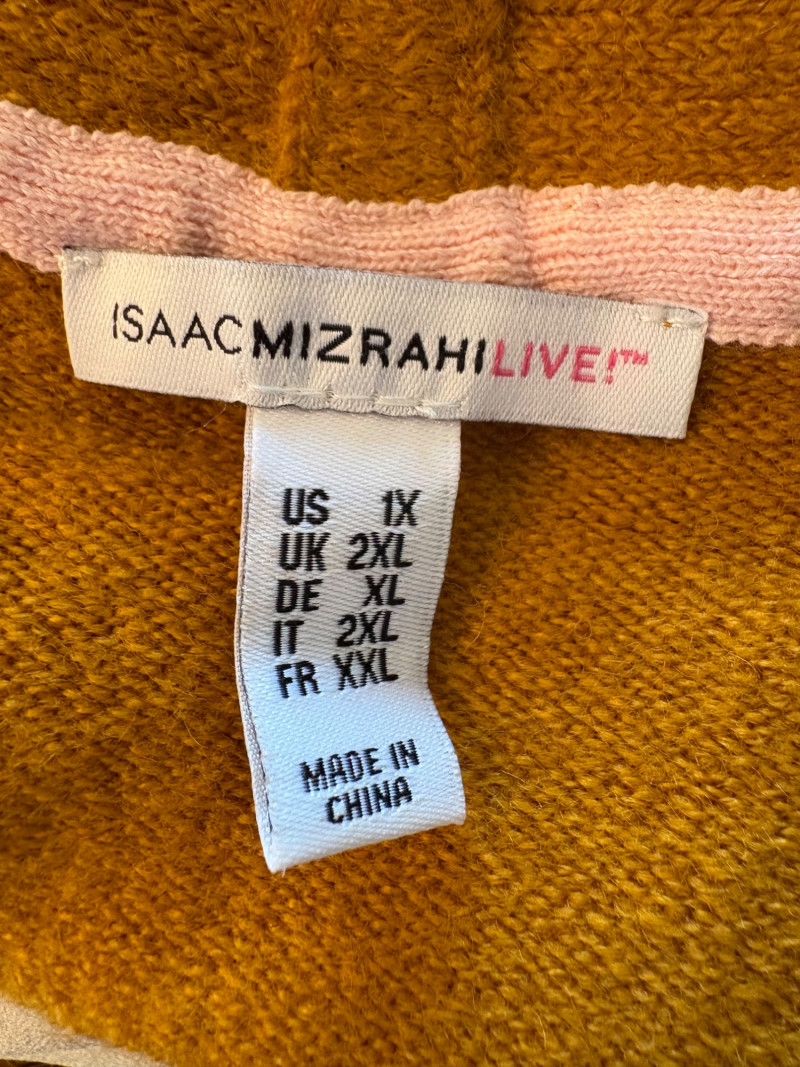 ISAACMIZRAHILIVE!™
US 1X
UK 2XL
DE XL
IT 2XL
FR XXL
MADE IN
CHINA